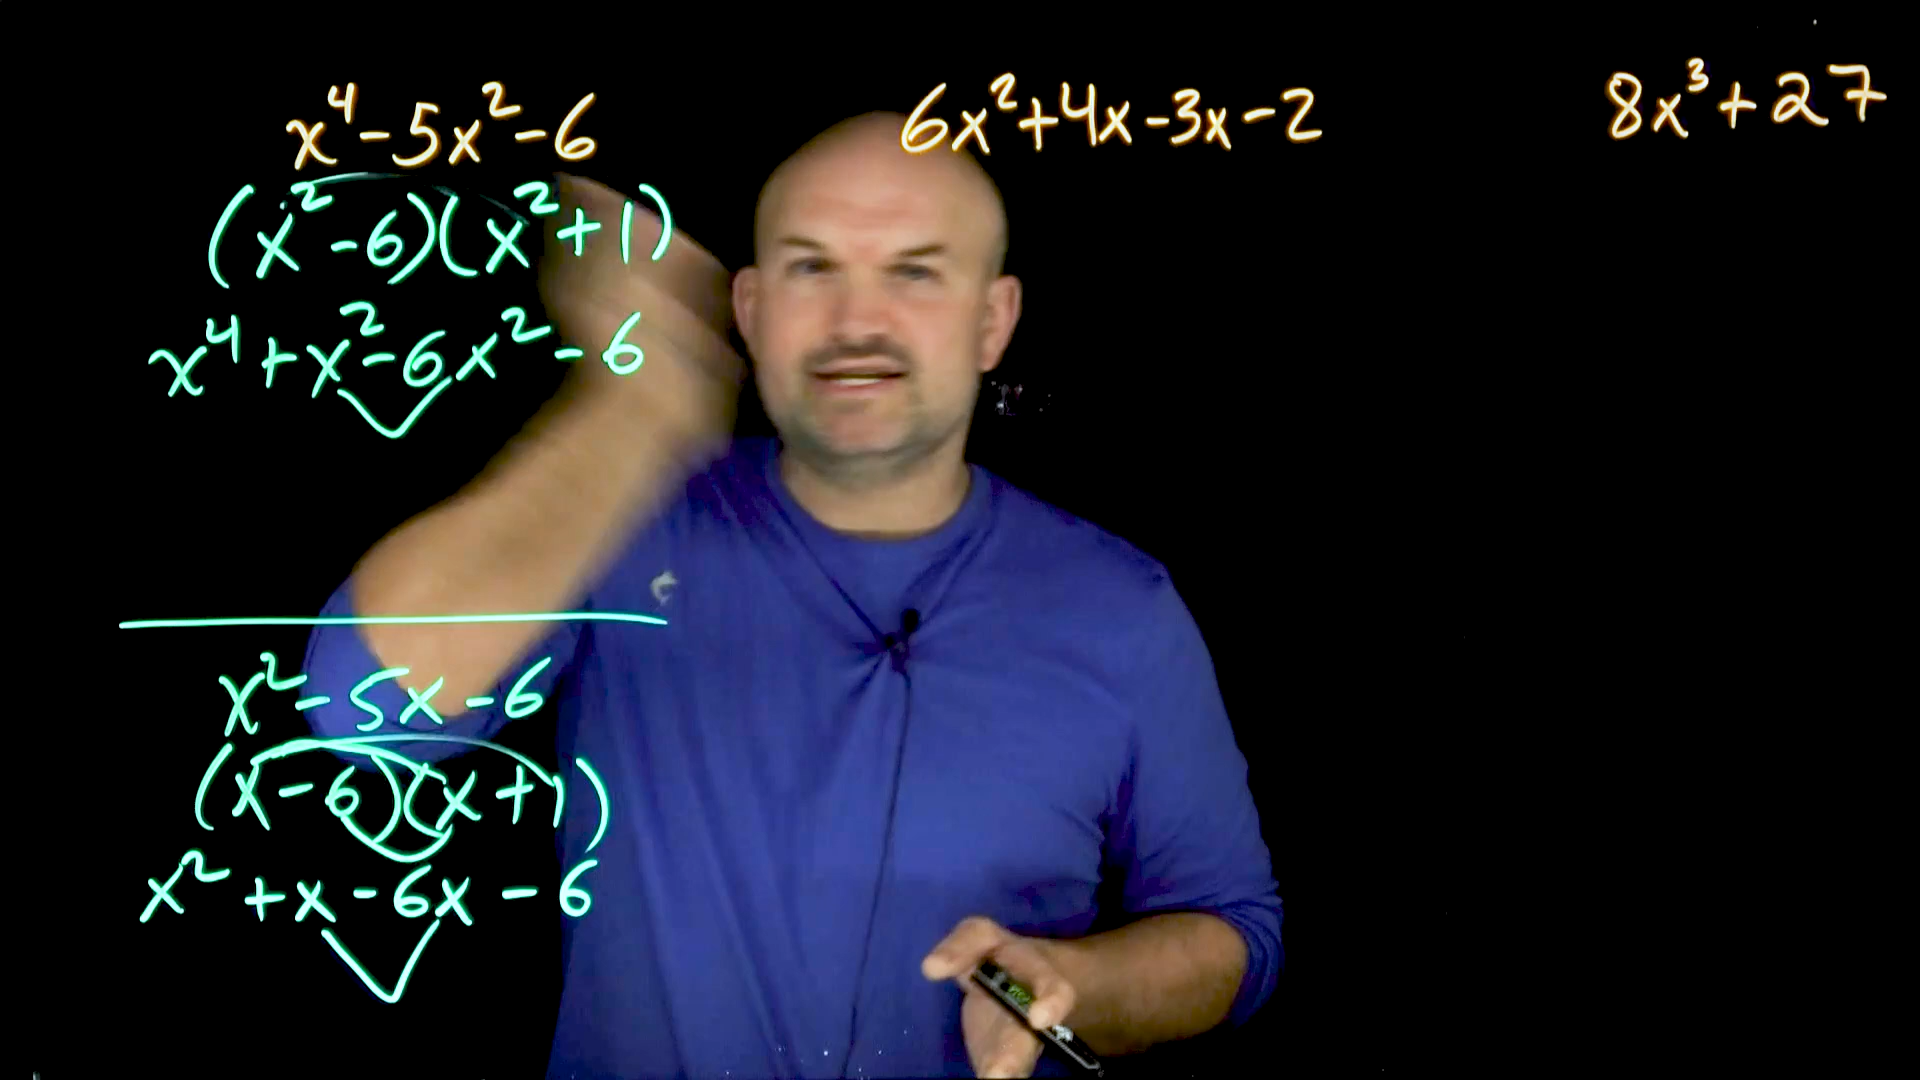 x⁴-5x²-6
(x²-6)(x²+1)
x⁴+x²-6x²-6
x²-5x-6
(x-6)(x+1)
x²+x-6x-6
6x²+4x-3x-2
8x³+27